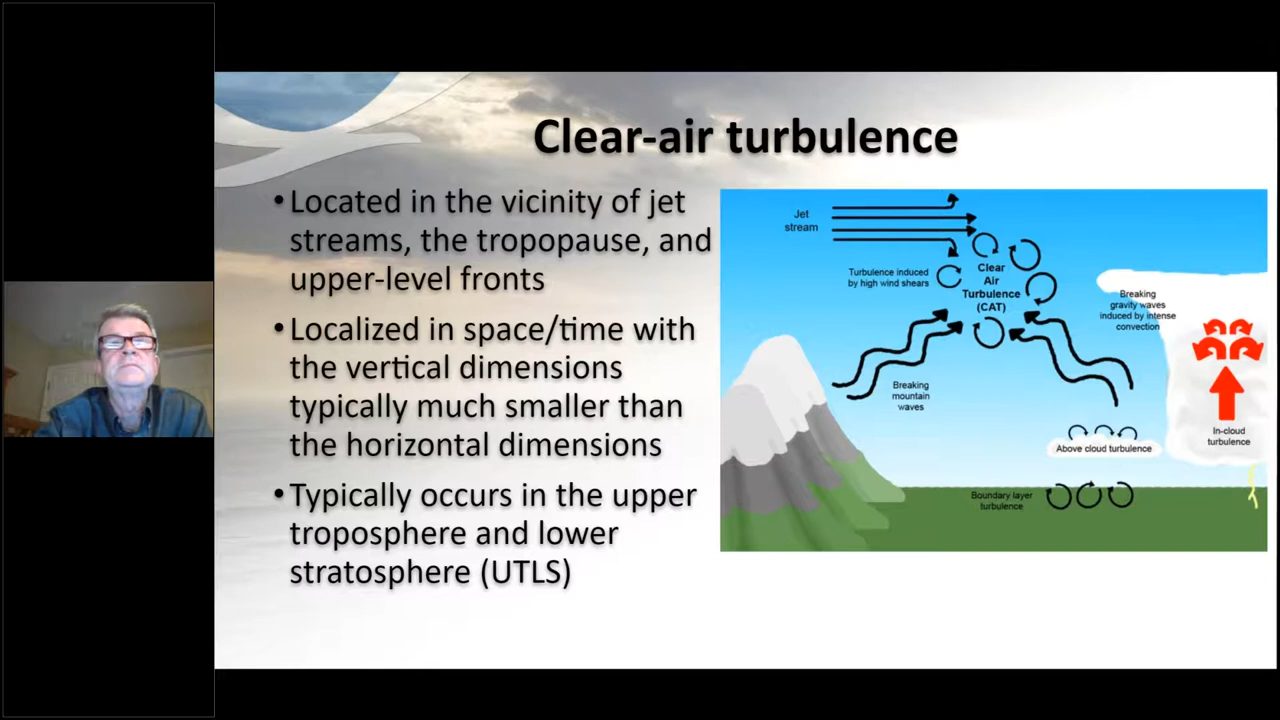 Clear-air turbulence
•Located in the vicinity of jet
streams, the tropopause, and
upper-level fronts
•Localized in space/time with
the vertical dimensions
typically much smaller than
the horizontal dimensions
•Typically occurs in the upper
troposphere and lower
stratosphere (UTLS)
Jet
stream
Turbulence induced
by high wind shears
Clear
Air
Turbulence
(CAT)
Breaking
gravity waves
induced by intense
convection
Breaking
mountain
waves
In-cloud
turbulence
Above cloud turbulence
Boundary layer
turbulence